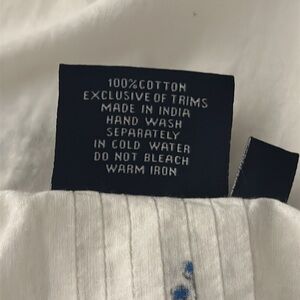 100%COTTON
EXCLUSIVE OF TRIMS
MADE IN INDIA
HAND WASH
SEPARATELY
IN COLD WATER
DO NOT BLEACH
WARM IRON